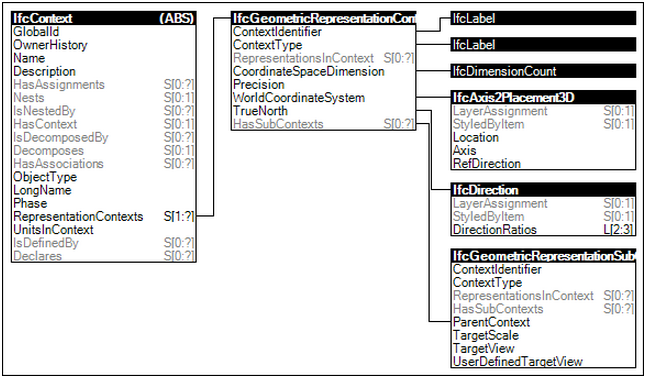 IfcContext (ABS)
GlobalId
OwnerHistory
Name
Description
HasAssignments S[0:?]
Nests S[0:1]
IsNestedBy S[0:?]
HasContext S[0:1]
IsDecomposedBy S[0:?]
Decomposes S[0:1]
HasAssociations S[0:?]
ObjectType
LongName
Phase
RepresentationContexts S[1:?]
UnitsInContext
IsDefinedBy S[0:?]
Declares S[0:?]
IfcGeometricRepresentationCon
ContextIdentifier
ContextType
RepresentationsInContext S[0:?]
CoordinateSpaceDimension
Precision
WorldCoordinateSystem
TrueNorth
HasSubContexts S[0:?]
IfcLabel
IfcLabel
IfcDimensionCount
IfcAxis2Placement3D
LayerAssignment S[0:1]
StyledByItem S[0:1]
Location
Axis
RefDirection
IfcDirection
LayerAssignment S[0:1]
StyledByItem S[0:1]
DirectionRatios L[2:3]
IfcGeometricRepresentationSub
ContextIdentifier
ContextType
RepresentationsInContext S[0:?]
HasSubContexts S[0:?]
ParentContext
TargetScale
TargetView
UserDefinedTargetView